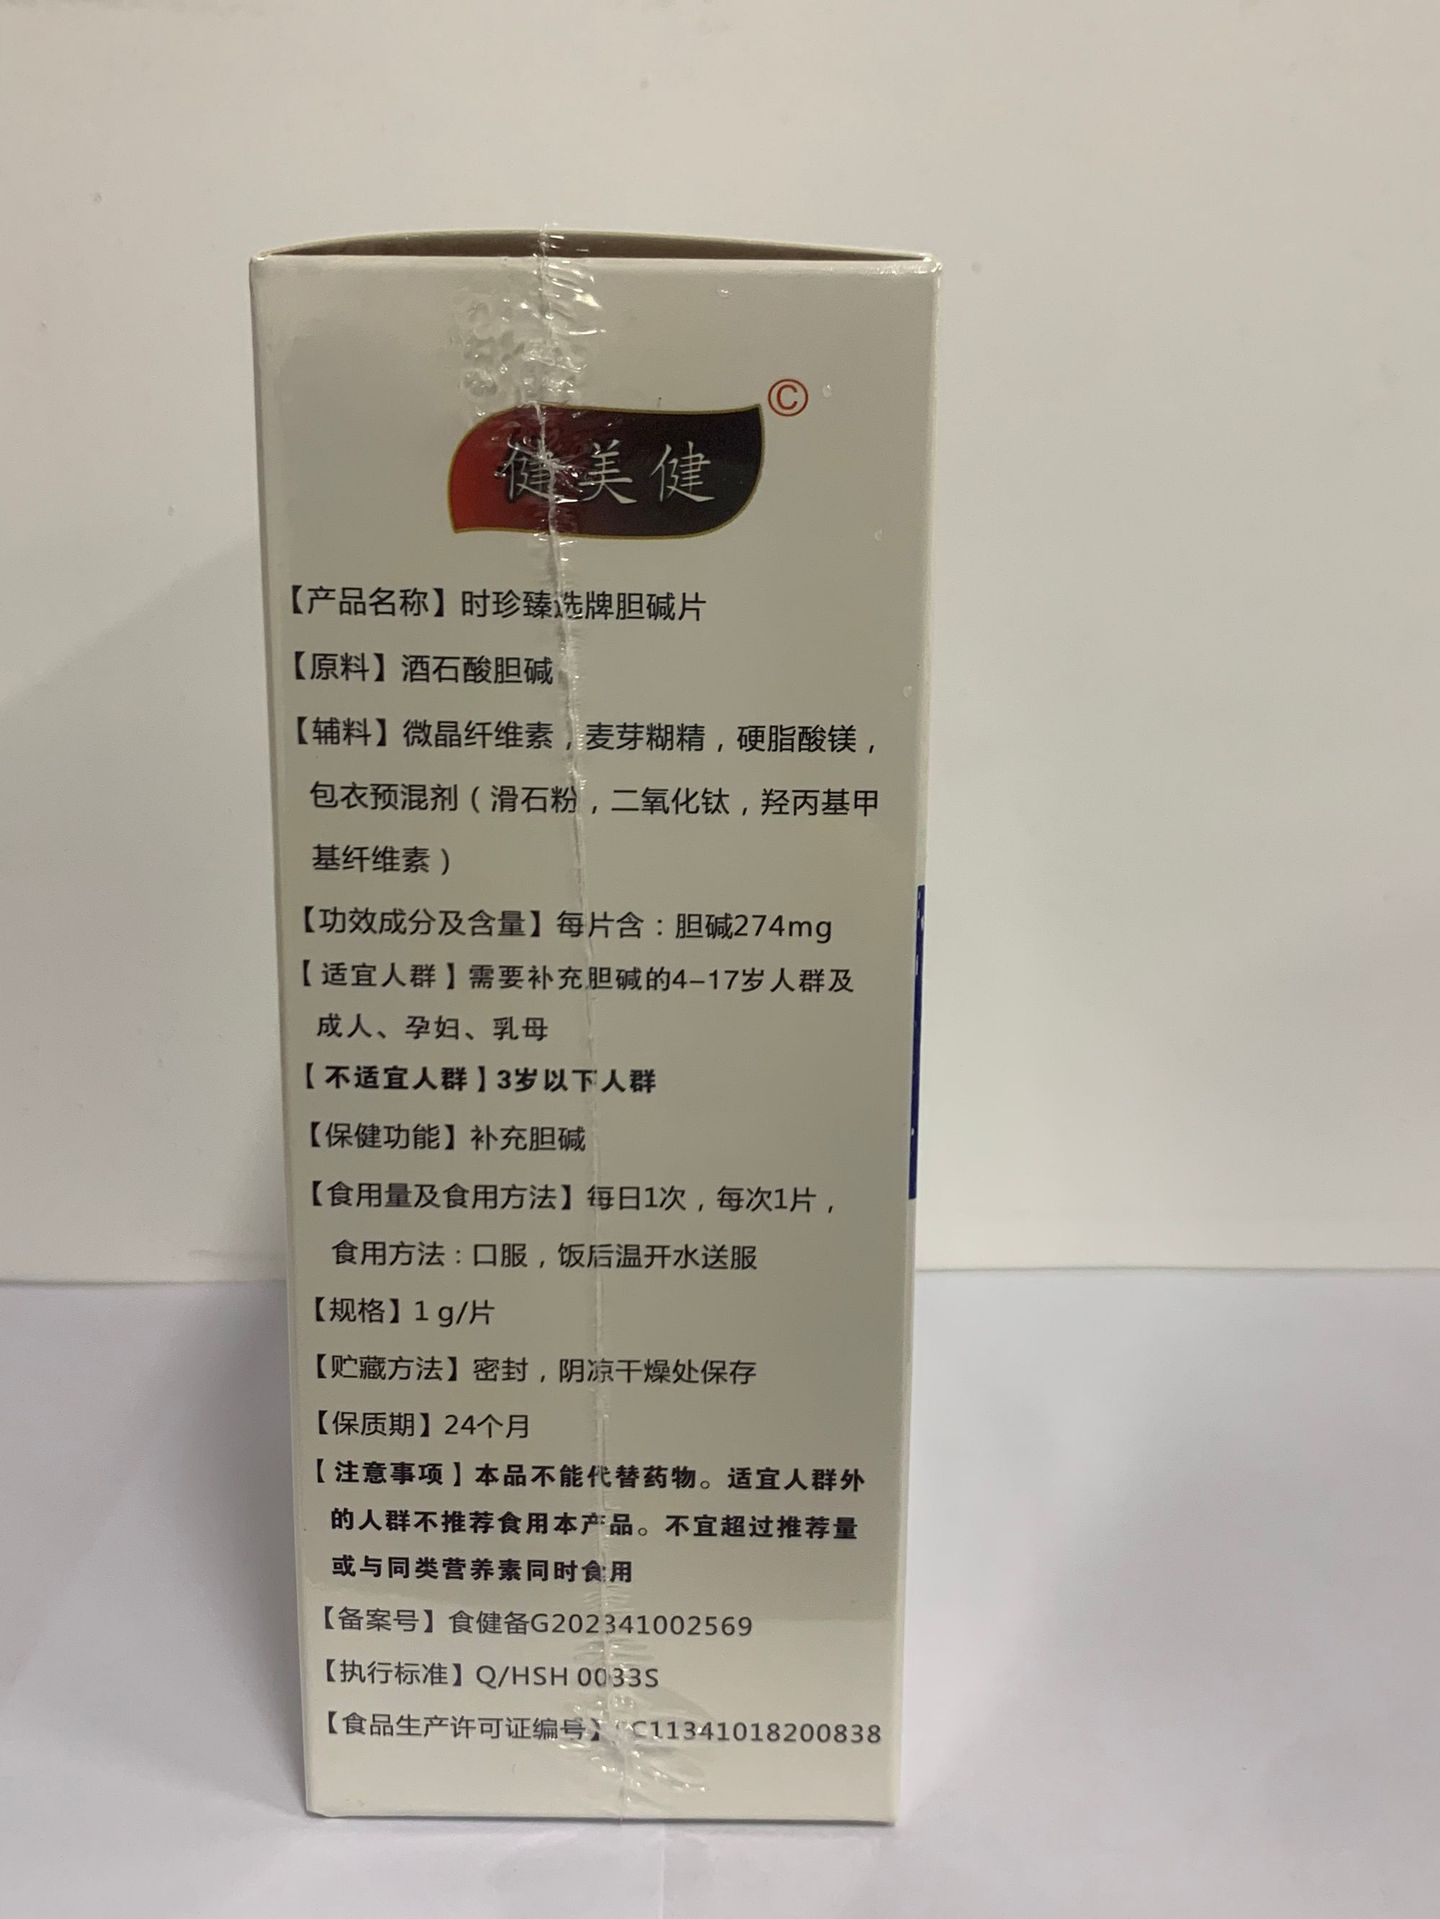 ©
健美健
【产品名称】时珍臻选牌胆碱片
【原料】酒石酸胆碱
【辅料】微晶纤维素，麦芽糊精，硬脂酸镁，
包衣预混剂（滑石粉，二氧化钛，羟丙基甲
基纤维素）
【功效成分及含量】每片含：胆碱274mg
【适宜人群】需要补充胆碱的4-17岁人群及
成人、孕妇、乳母
【不适宜人群】3岁以下人群
【保健功能】补充胆碱
【食用量及食用方法】每日1次，每次1片，
食用方法：口服，饭后温开水送服
【规格】1g/片
【贮藏方法】密封，阴凉干燥处保存
【保质期】24个月
【注意事项】本品不能代替药物。适宜人群外
的人群不推荐食用本产品。不宜超过推荐量
或与同类营养素同时食用
【备案号】食健备G202341002569
【执行标准】Q/HSH 0033S
【食品生产许可证编号】C11341018200838